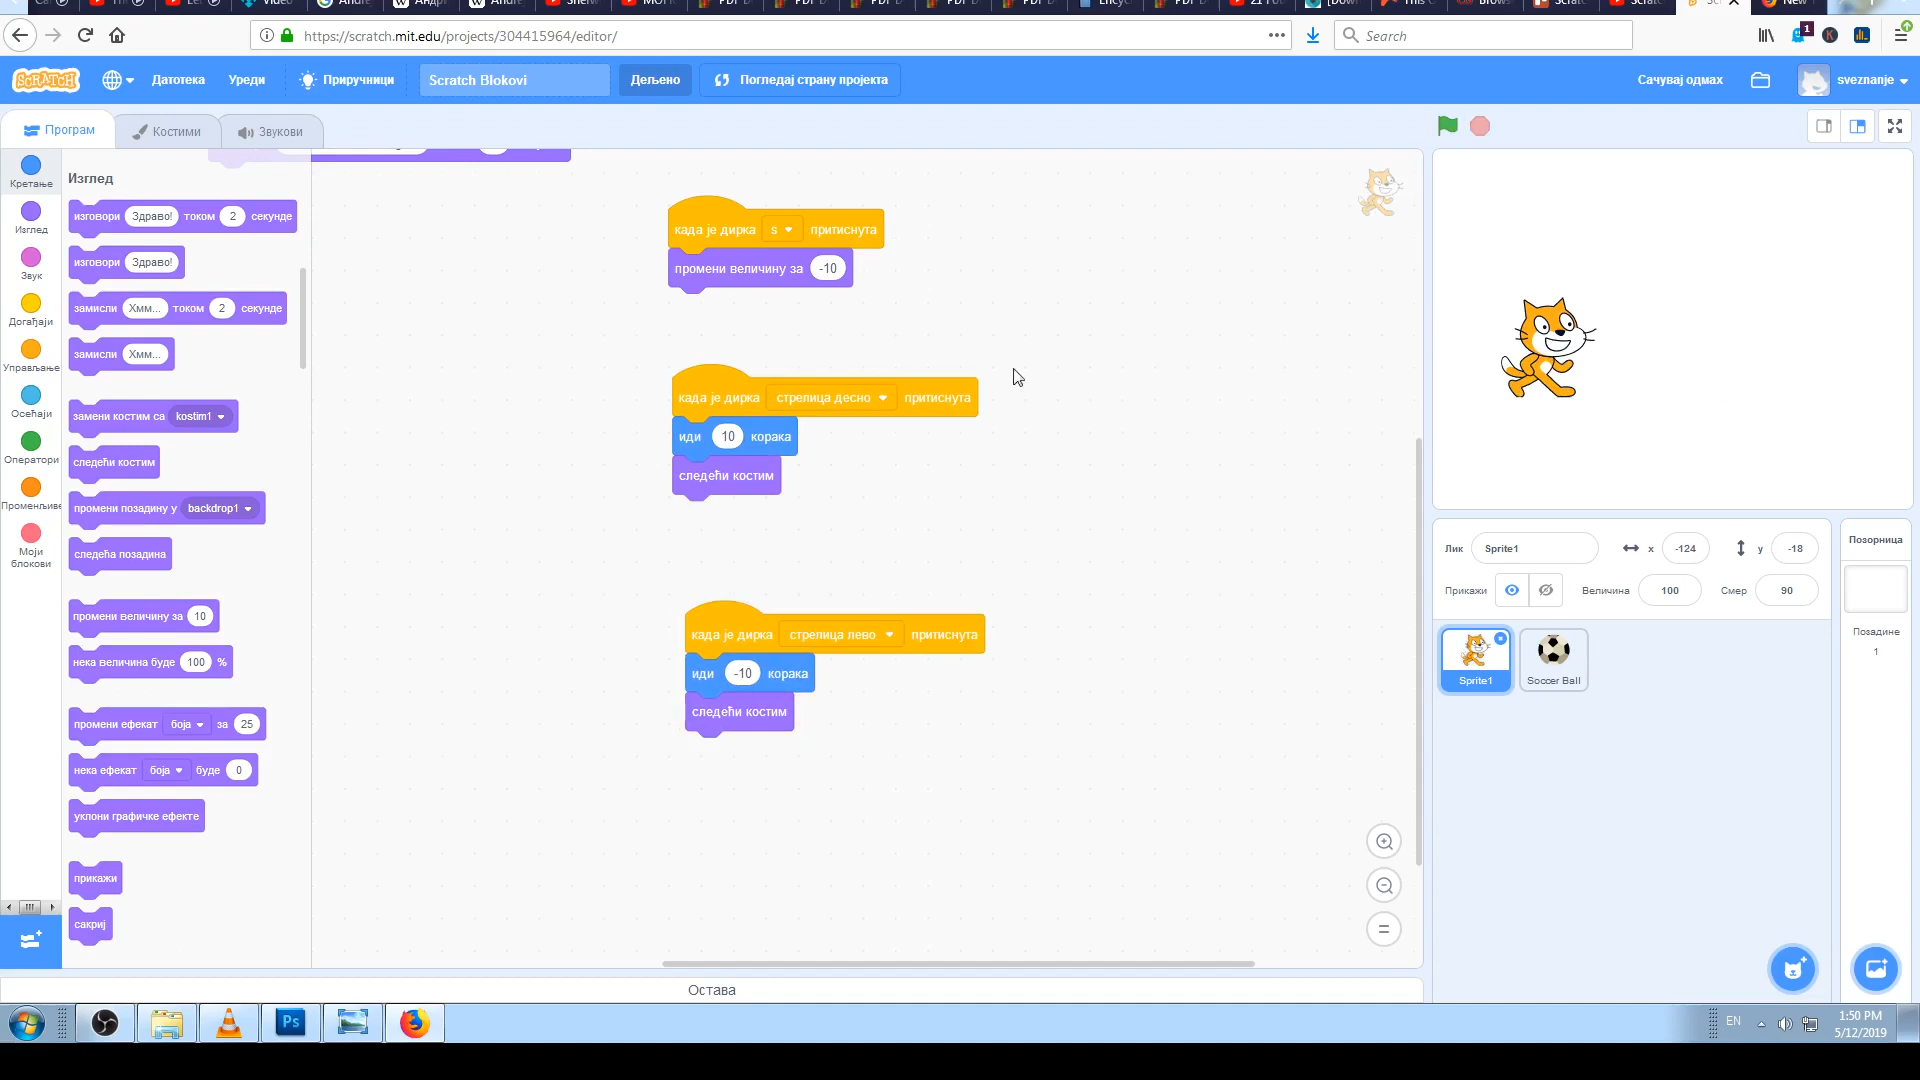 https://scratch.mit.edu/projects/304415964/editor/
Search
SCRATCH
Датотека
Уреди
Приручници
Scratch Blokovi
Дељено
Погледај страну пројекта
Сачувај одмах
sveznanje
Програм
Костими
Звукови
Кретање
Изглед
Звук
Догађаји
Управљање
Осећаји
Оператори
Променљиве
Моји
блокови
Изглед
изговори Здраво! током 2 секунде
изговори Здраво!
замисли Хмм... током 2 секунде
замисли Хмм...
замени костим са kostim1
следећи костим
промени позадину у backdrop1
следећа позадина
промени величину за 10
нека величина буде 100 %
промени ефекат боја за 25
нека ефекат боја буде 0
уклони графичке ефекте
прикажи
сакриј
када је дирка s притиснута
промени величину за -10
када је дирка стрелица десно притиснута
иди 10 корака
следећи костим
када је дирка стрелица лево притиснута
иди -10 корака
следећи костим
Остава
Лик Sprite1 x -124 y -18
Прикажи Величина 100 Смер 90
Sprite1
Soccer Ball
Позорница
Позадине
1
Ps
EN
1:50 PM
5/12/2019